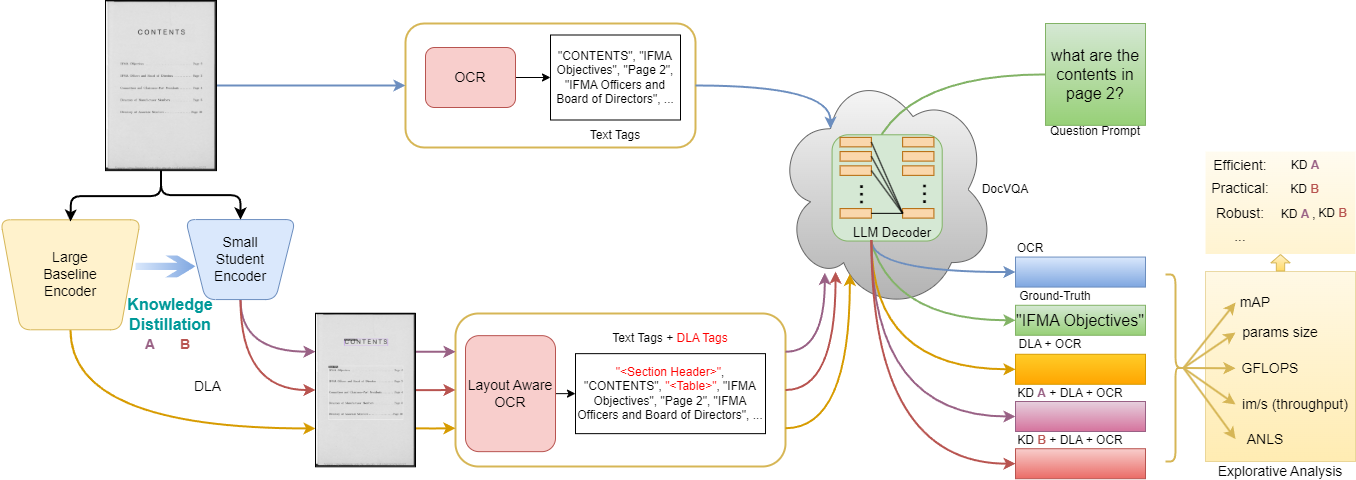 CONTENTS
OCR
"CONTENTS", "IFMA
Objectives", "Page 2",
"IFMA Officers and
Board of Directors", ...
Text Tags
what are the
contents in
page 2?
Question Prompt
DocVQA
LLM Decoder
Large
Baseline
Encoder
Small
Student
Encoder
Knowledge
Distillation
A B
DLA
CONTENTS
Layout Aware
OCR
Text Tags + DLA Tags
"<Section Header>",
"CONTENTS", "<Table>", "IFMA
Objectives", "Page 2", "IFMA
Officers and Board of Directors", ...
OCR
Ground-Truth
"IFMA Objectives"
DLA + OCR
KD A + DLA + OCR
KD B + DLA + OCR
Efficient: KD A
Practical: KD B
Robust: KD A , KD B
...
mAP
params size
GFLOPS
im/s (throughput)
ANLS
Explorative Analysis